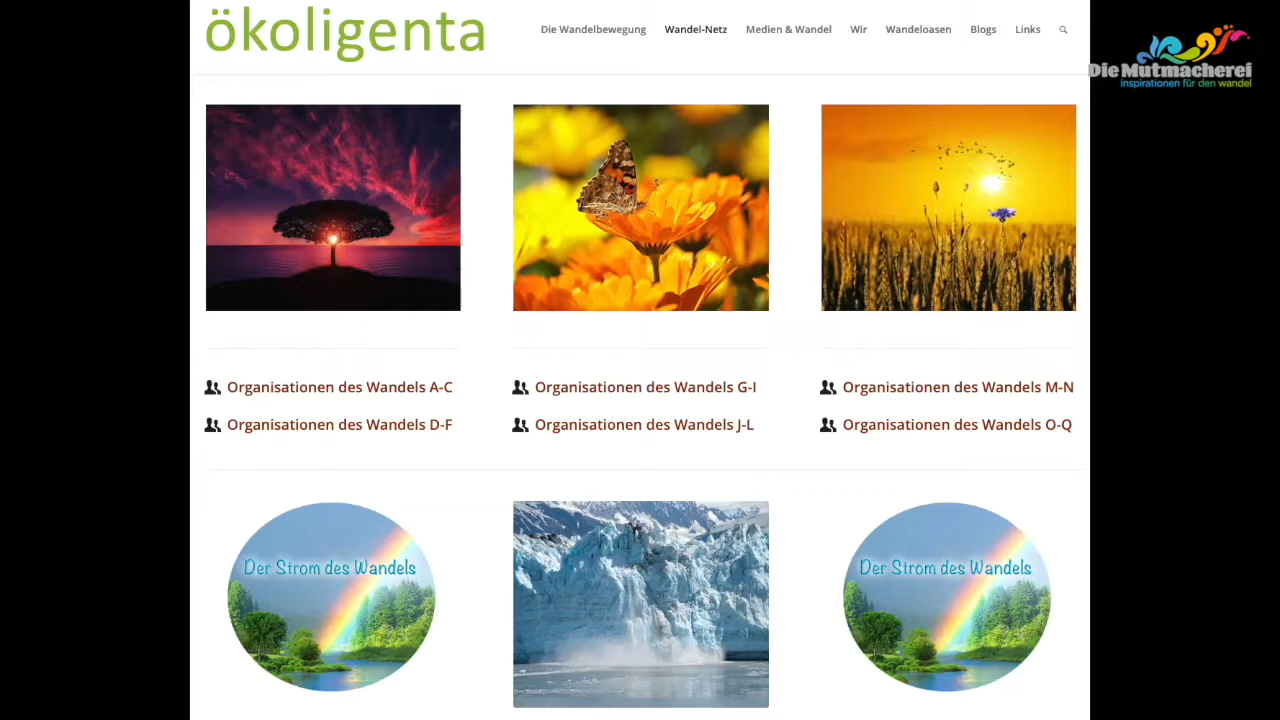 ökoligenta
Die Wandelbewegung Wandel-Netz Medien & Wandel Wir Wandeloasen Blogs Links
Die Mutmacherei
inspirationen für den wandel
Organisationen des Wandels A-C
Organisationen des Wandels D-F
Organisationen des Wandels G-I
Organisationen des Wandels J-L
Organisationen des Wandels M-N
Organisationen des Wandels O-Q
Der Strom des Wandels
Der Strom des Wandels